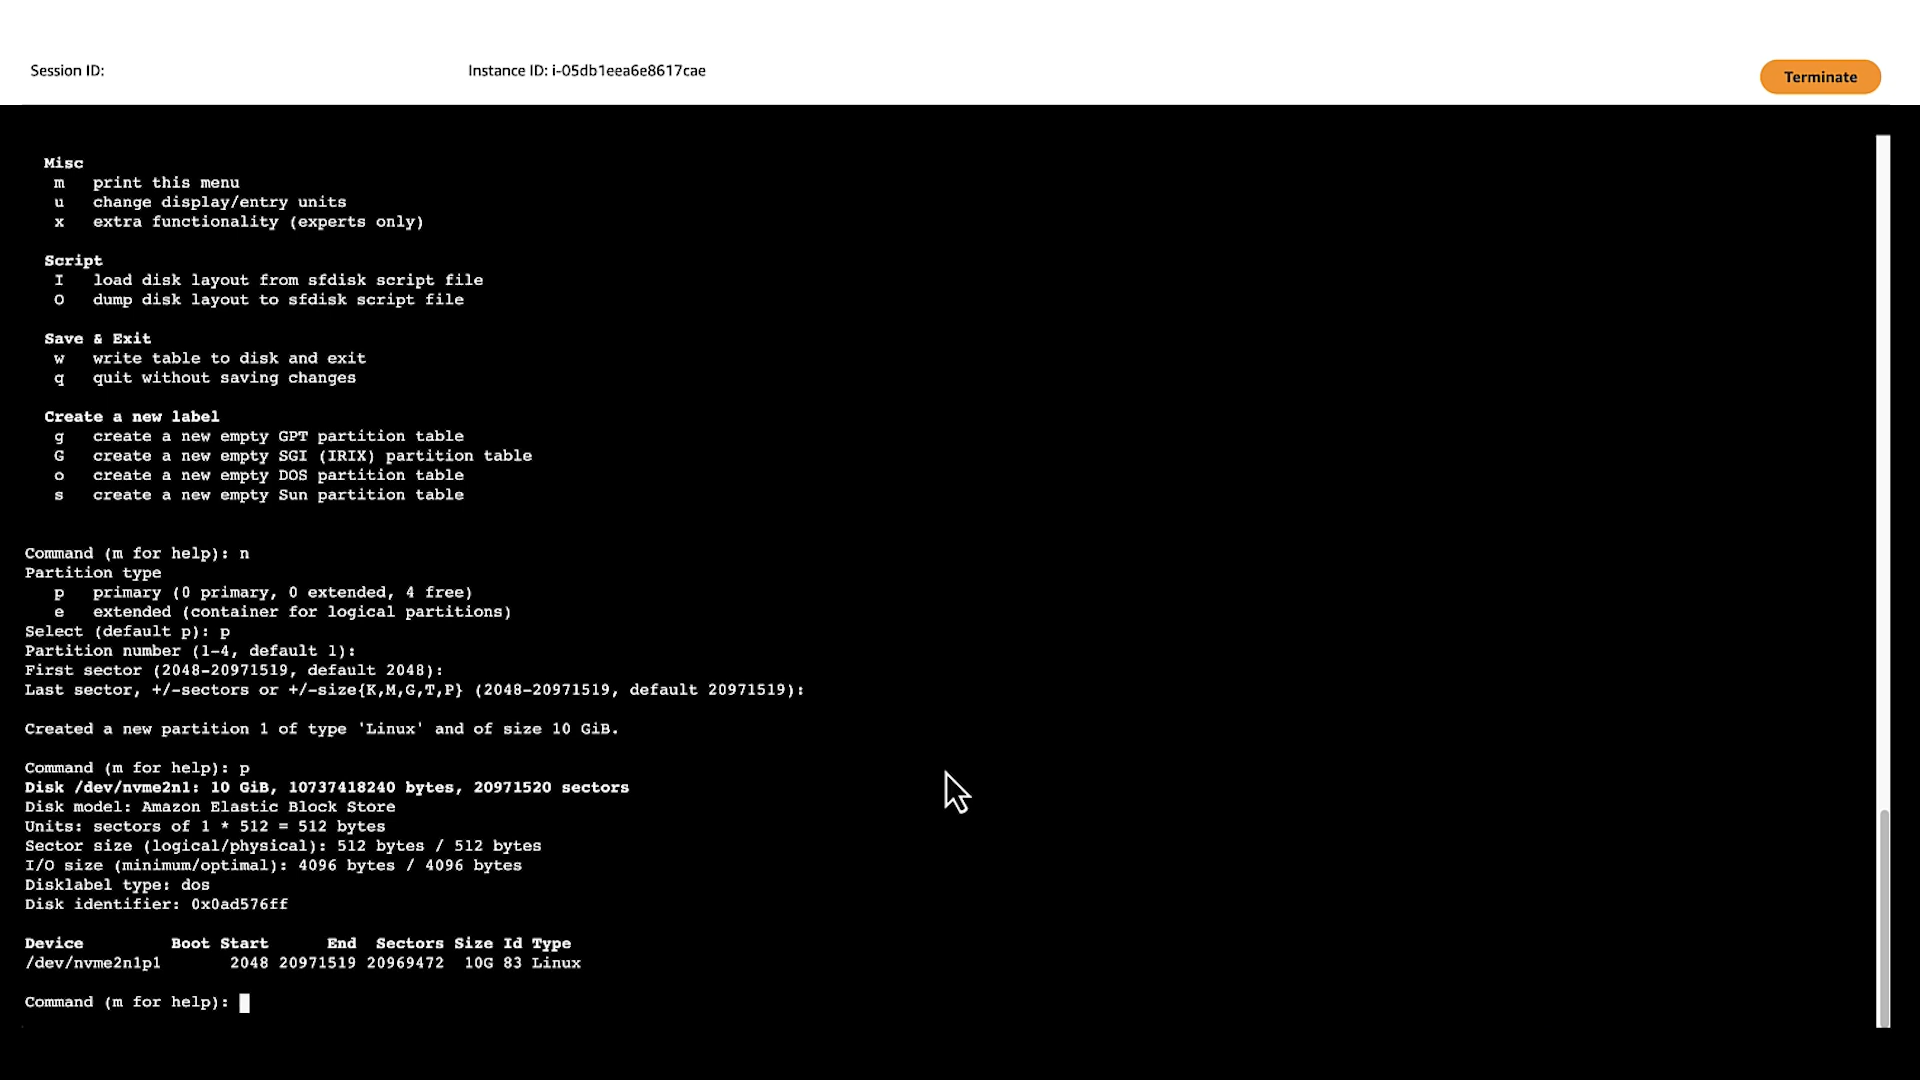 Session ID:
Instance ID: i-05db1eea6e8617cae
Terminate
Misc
m print this menu
u change display/entry units
x extra functionality (experts only)
Script
I load disk layout from sfdisk script file
O dump disk layout to sfdisk script file
Save & Exit
w write table to disk and exit
q quit without saving changes
Create a new label
g create a new empty GPT partition table
G create a new empty SGI (IRIX) partition table
o create a new empty DOS partition table
s create a new empty Sun partition table
Command (m for help): n
Partition type
p primary (0 primary, 0 extended, 4 free)
e extended (container for logical partitions)
Select (default p): p
Partition number (1-4, default 1):
First sector (2048-20971519, default 2048):
Last sector, +/-sectors or +/-size{K,M,G,T,P} (2048-20971519, default 20971519):
Created a new partition 1 of type 'Linux' and of size 10 GiB.
Command (m for help): p
Disk /dev/nvme2n1: 10 GiB, 10737418240 bytes, 20971520 sectors
Disk model: Amazon Elastic Block Store
Units: sectors of 1 * 512 = 512 bytes
Sector size (logical/physical): 512 bytes / 512 bytes
I/O size (minimum/optimal): 4096 bytes / 4096 bytes
Disklabel type: dos
Disk identifier: 0x0ad576ff
Device Boot Start End Sectors Size Id Type
/dev/nvme2n1p1 2048 20971519 20969472 10G 83 Linux
Command (m for help):